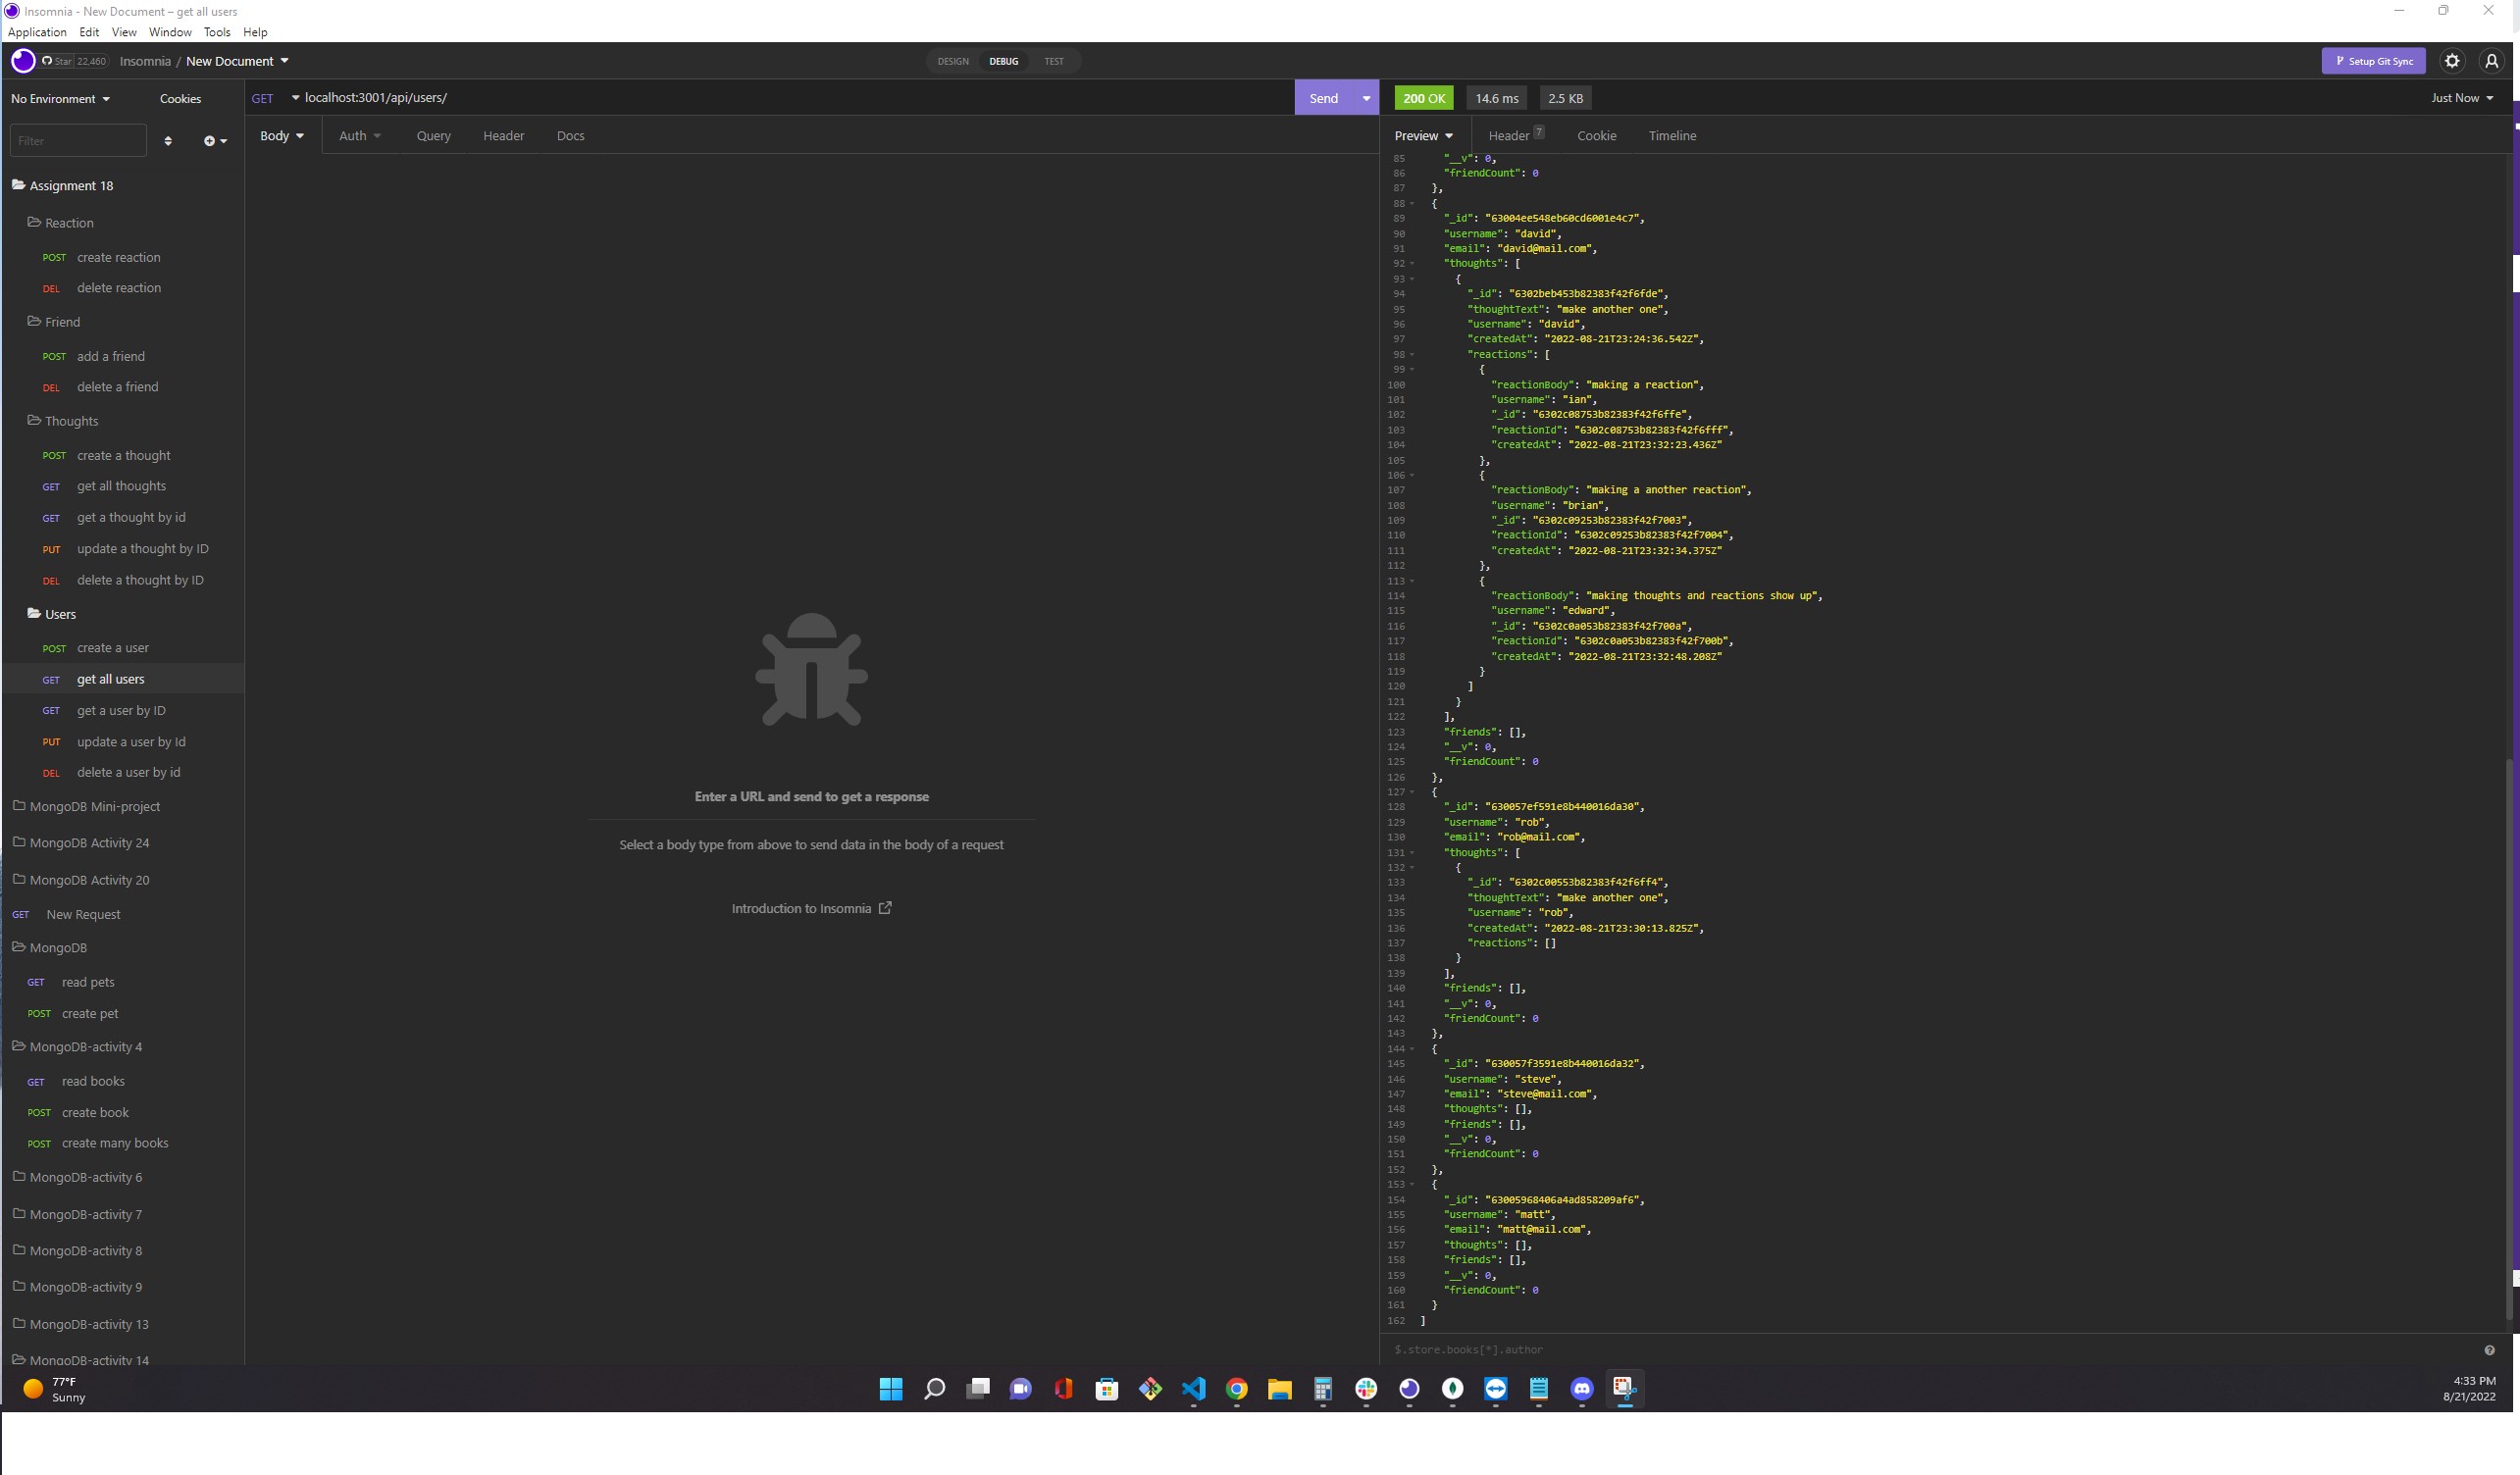 Insomnia - New Document – get all users
Application Edit View Window Tools Help
Star 22,460 Insomnia / New Document
DESIGN DEBUG TEST
Setup Git Sync
No Environment Cookies
GET localhost:3001/api/users/ Send
200 OK 14.6 ms 2.5 KB Just Now
Filter
Body Auth Query Header Docs
Preview Header 7 Cookie Timeline
Assignment 18
Reaction
POST create reaction
DEL delete reaction
Friend
POST add a friend
DEL delete a friend
Thoughts
POST create a thought
GET get all thoughts
GET get a thought by id
PUT update a thought by ID
DEL delete a thought by ID
Users
POST create a user
GET get all users
GET get a user by ID
PUT update a user by Id
DEL delete a user by id
MongoDB Mini-project
MongoDB Activity 24
MongoDB Activity 20
GET New Request
MongoDB
GET read pets
POST create pet
MongoDB-activity 4
GET read books
POST create book
POST create many books
MongoDB-activity 6
MongoDB-activity 7
MongoDB-activity 8
MongoDB-activity 9
MongoDB-activity 13
MongoDB-activity 14
Enter a URL and send to get a response
Select a body type from above to send data in the body of a request
Introduction to Insomnia
85 "__v": 0,
86 "friendCount": 0
87 },
88 {
89 "_id": "63004ee548eb60cd6001e4c7",
90 "username": "david",
91 "email": "david@mail.com",
92 "thoughts": [
93 {
94 "_id": "6302beb453b82383f42f6fde",
95 "thoughtText": "make another one",
96 "username": "david",
97 "createdAt": "2022-08-21T23:24:36.542Z",
98 "reactions": [
99 {
100 "reactionBody": "making a reaction",
101 "username": "ian",
102 "_id": "6302c08753b82383f42f6ffe",
103 "reactionId": "6302c08753b82383f42f6fff",
104 "createdAt": "2022-08-21T23:32:23.436Z"
105 },
106 {
107 "reactionBody": "making a another reaction",
108 "username": "brian",
109 "_id": "6302c09253b82383f42f7003",
110 "reactionId": "6302c09253b82383f42f7004",
111 "createdAt": "2022-08-21T23:32:34.375Z"
112 },
113 {
114 "reactionBody": "making thoughts and reactions show up",
115 "username": "edward",
116 "_id": "6302c0a053b82383f42f700a",
117 "reactionId": "6302c0a053b82383f42f700b",
118 "createdAt": "2022-08-21T23:32:48.208Z"
119 }
120 ]
121 }
122 ],
123 "friends": [],
124 "__v": 0,
125 "friendCount": 0
126 },
127 {
128 "_id": "630057ef591e8b440016da30",
129 "username": "rob",
130 "email": "rob@mail.com",
131 "thoughts": [
132 {
133 "_id": "6302c00553b82383f42f6ff4",
134 "thoughtText": "make another one",
135 "username": "rob",
136 "createdAt": "2022-08-21T23:30:13.825Z",
137 "reactions": []
138 }
139 ],
140 "friends": [],
141 "__v": 0,
142 "friendCount": 0
143 },
144 {
145 "_id": "630057f3591e8b440016da32",
146 "username": "steve",
147 "email": "steve@mail.com",
148 "thoughts": [],
149 "friends": [],
150 "__v": 0,
151 "friendCount": 0
152 },
153 {
154 "_id": "63005968406a4ad858209af6",
155 "username": "matt",
156 "email": "matt@mail.com",
157 "thoughts": [],
158 "friends": [],
159 "__v": 0,
160 "friendCount": 0
161 }
162 ]
$.store.books[*].author
77°F
Sunny
4:33 PM
8/21/2022